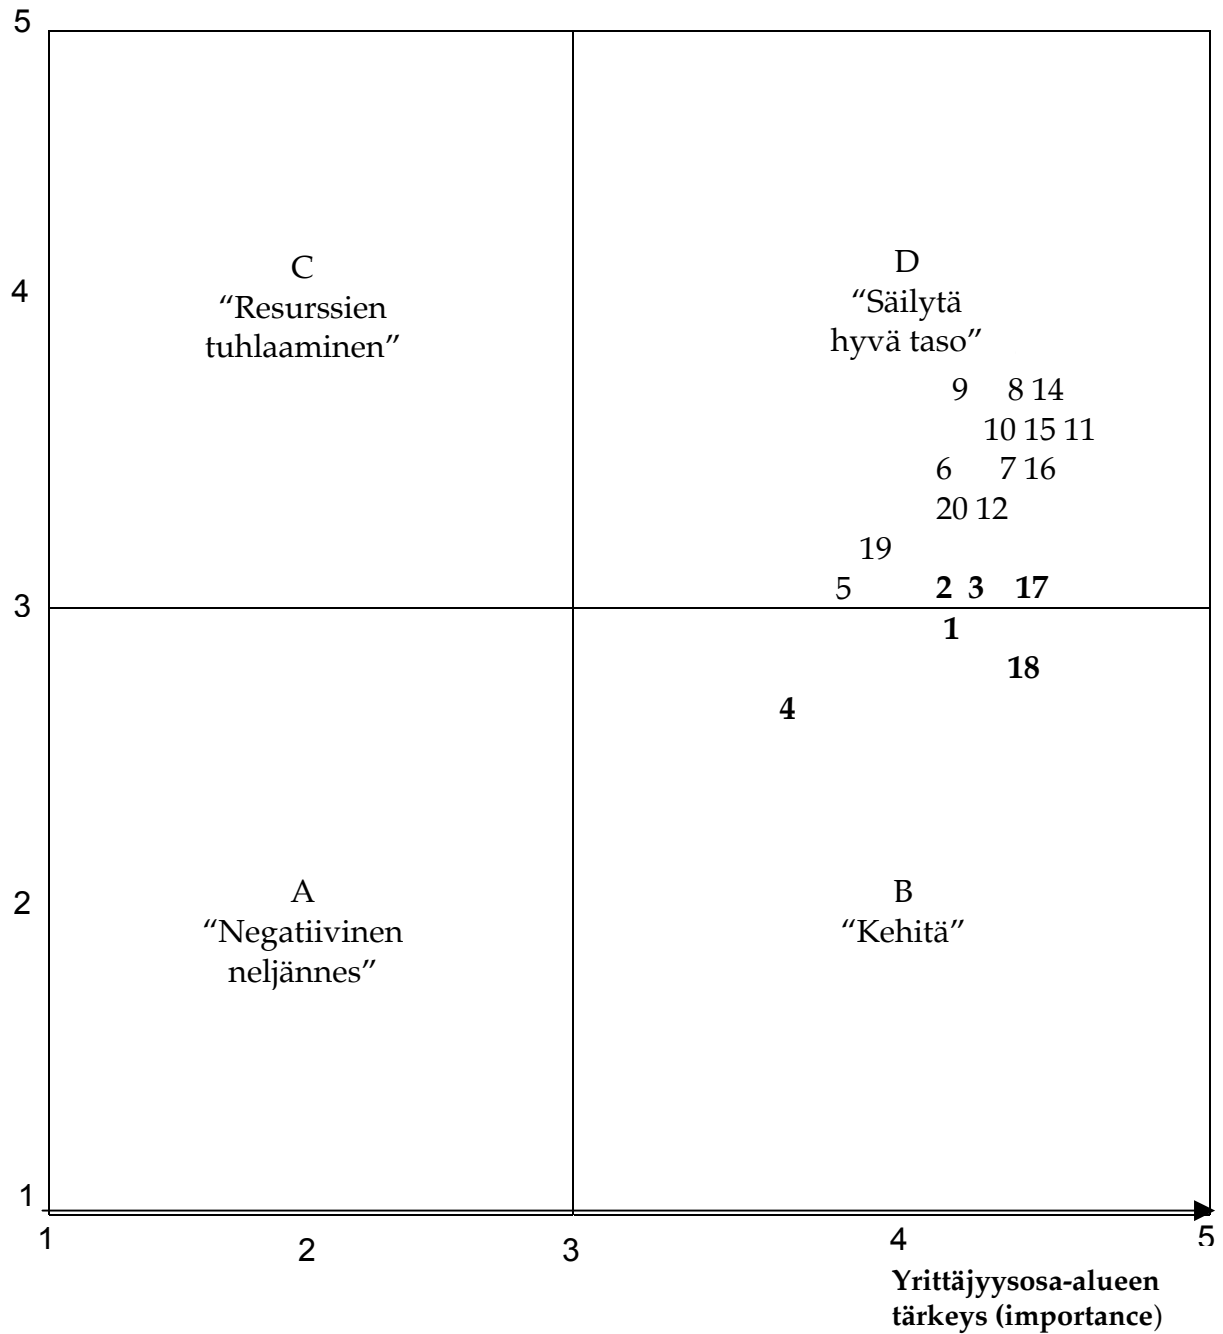 5
C
“Resurssien
tuhlaaminen”
D
“Säilytä
hyvä taso”
4
9 8 14
10 15 11
6 7 16
20 12
19
5 2 3 17
3
1
18
4
A
“Negatiivinen
neljännes”
B
“Kehitä”
2
1
1 2 3 4 5
Yrittäjyysosa-alueen
tärkeys (importance)